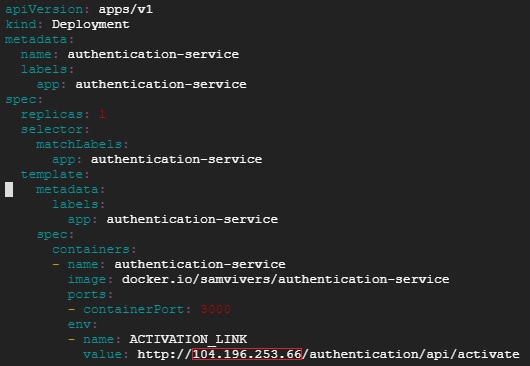 apiVersion: apps/v1
kind: Deployment
metadata:
  name: authentication-service
  labels:
    app: authentication-service
spec:
  replicas: 1
  selector:
    matchLabels:
      app: authentication-service
  template:
    metadata:
      labels:
        app: authentication-service
    spec:
      containers:
      - name: authentication-service
        image: docker.io/samvivers/authentication-service
        ports:
        - containerPort: 3000
        env:
        - name: ACTIVATION_LINK
          value: http://104.196.253.66/authentication/api/activate